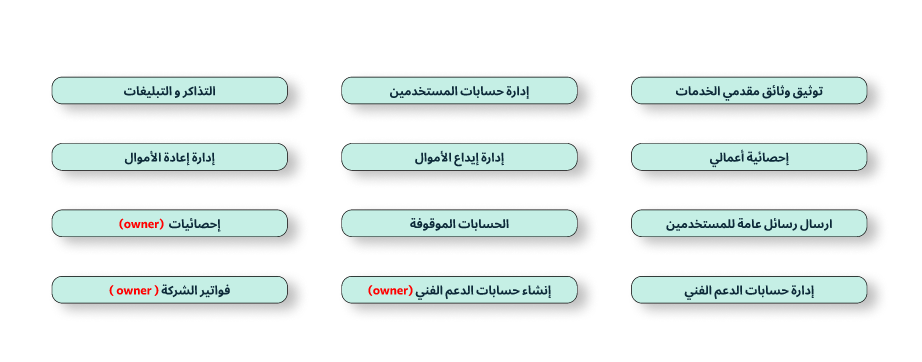 توثيق وثائق مقدمي الخدمات
إدارة حسابات المستخدمين
التذاكر و التبليغات
إحصائية أعمالي
إدارة إيداع الأموال
إدارة إعادة الأموال
ارسال رسائل عامة للمستخدمين
الحسابات الموقوفة
إحصائيات (owner)
إدارة حسابات الدعم الفني
إنشاء حسابات الدعم الفني (owner)
فواتير الشركة ( owner )